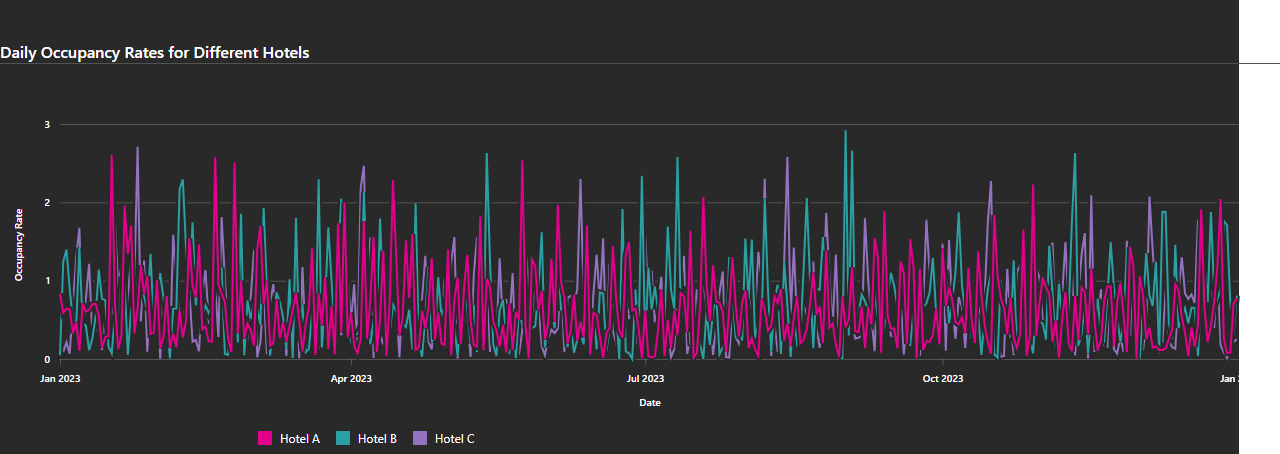 Daily Occupancy Rates for Different Hotels
3
2
1
0
Occupancy Rate
Jan 2023
Apr 2023
Jul 2023
Oct 2023
Jan
Date
Hotel A
Hotel B
Hotel C